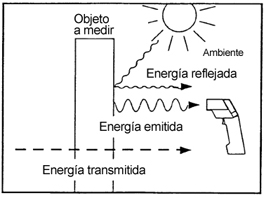 Objeto
a medir
Ambiente
Energía reflejada
Energía emitida
Energía transmitida